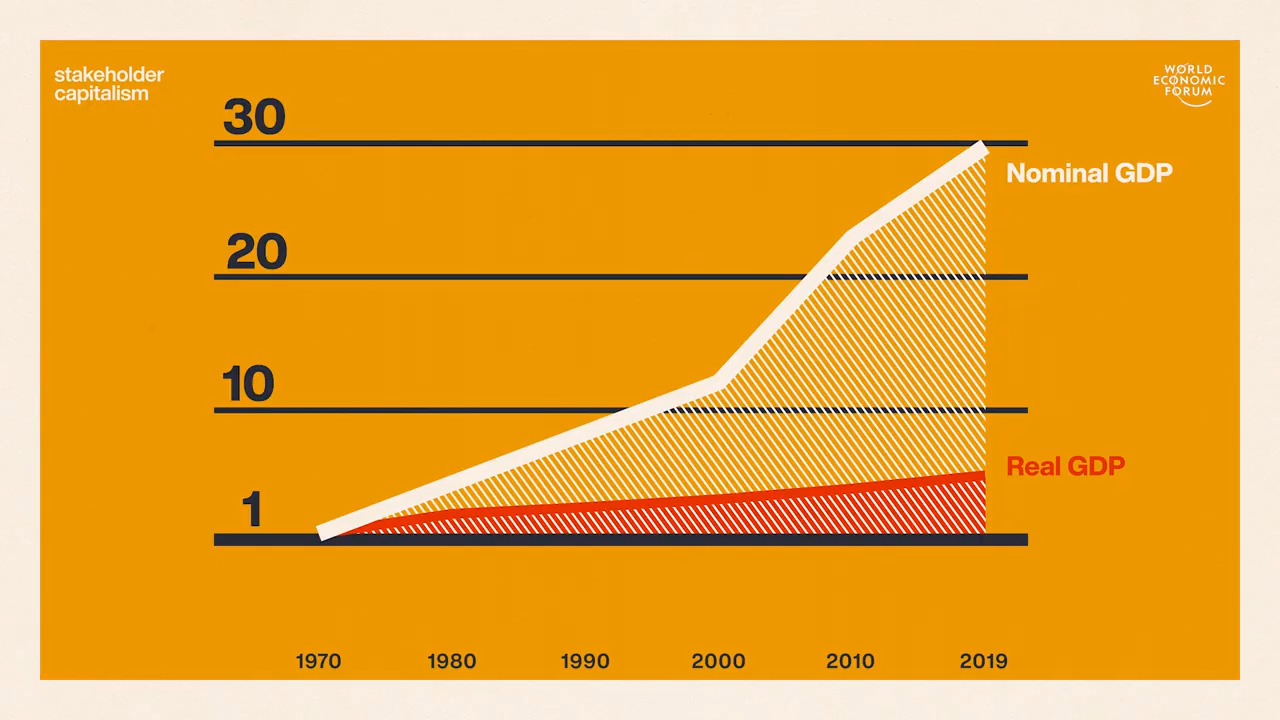 stakeholder
capitalism
WORLD
ECONOMIC
FORUM
30
Nominal GDP
20
10
Real GDP
1
1970 1980 1990 2000 2010 2019